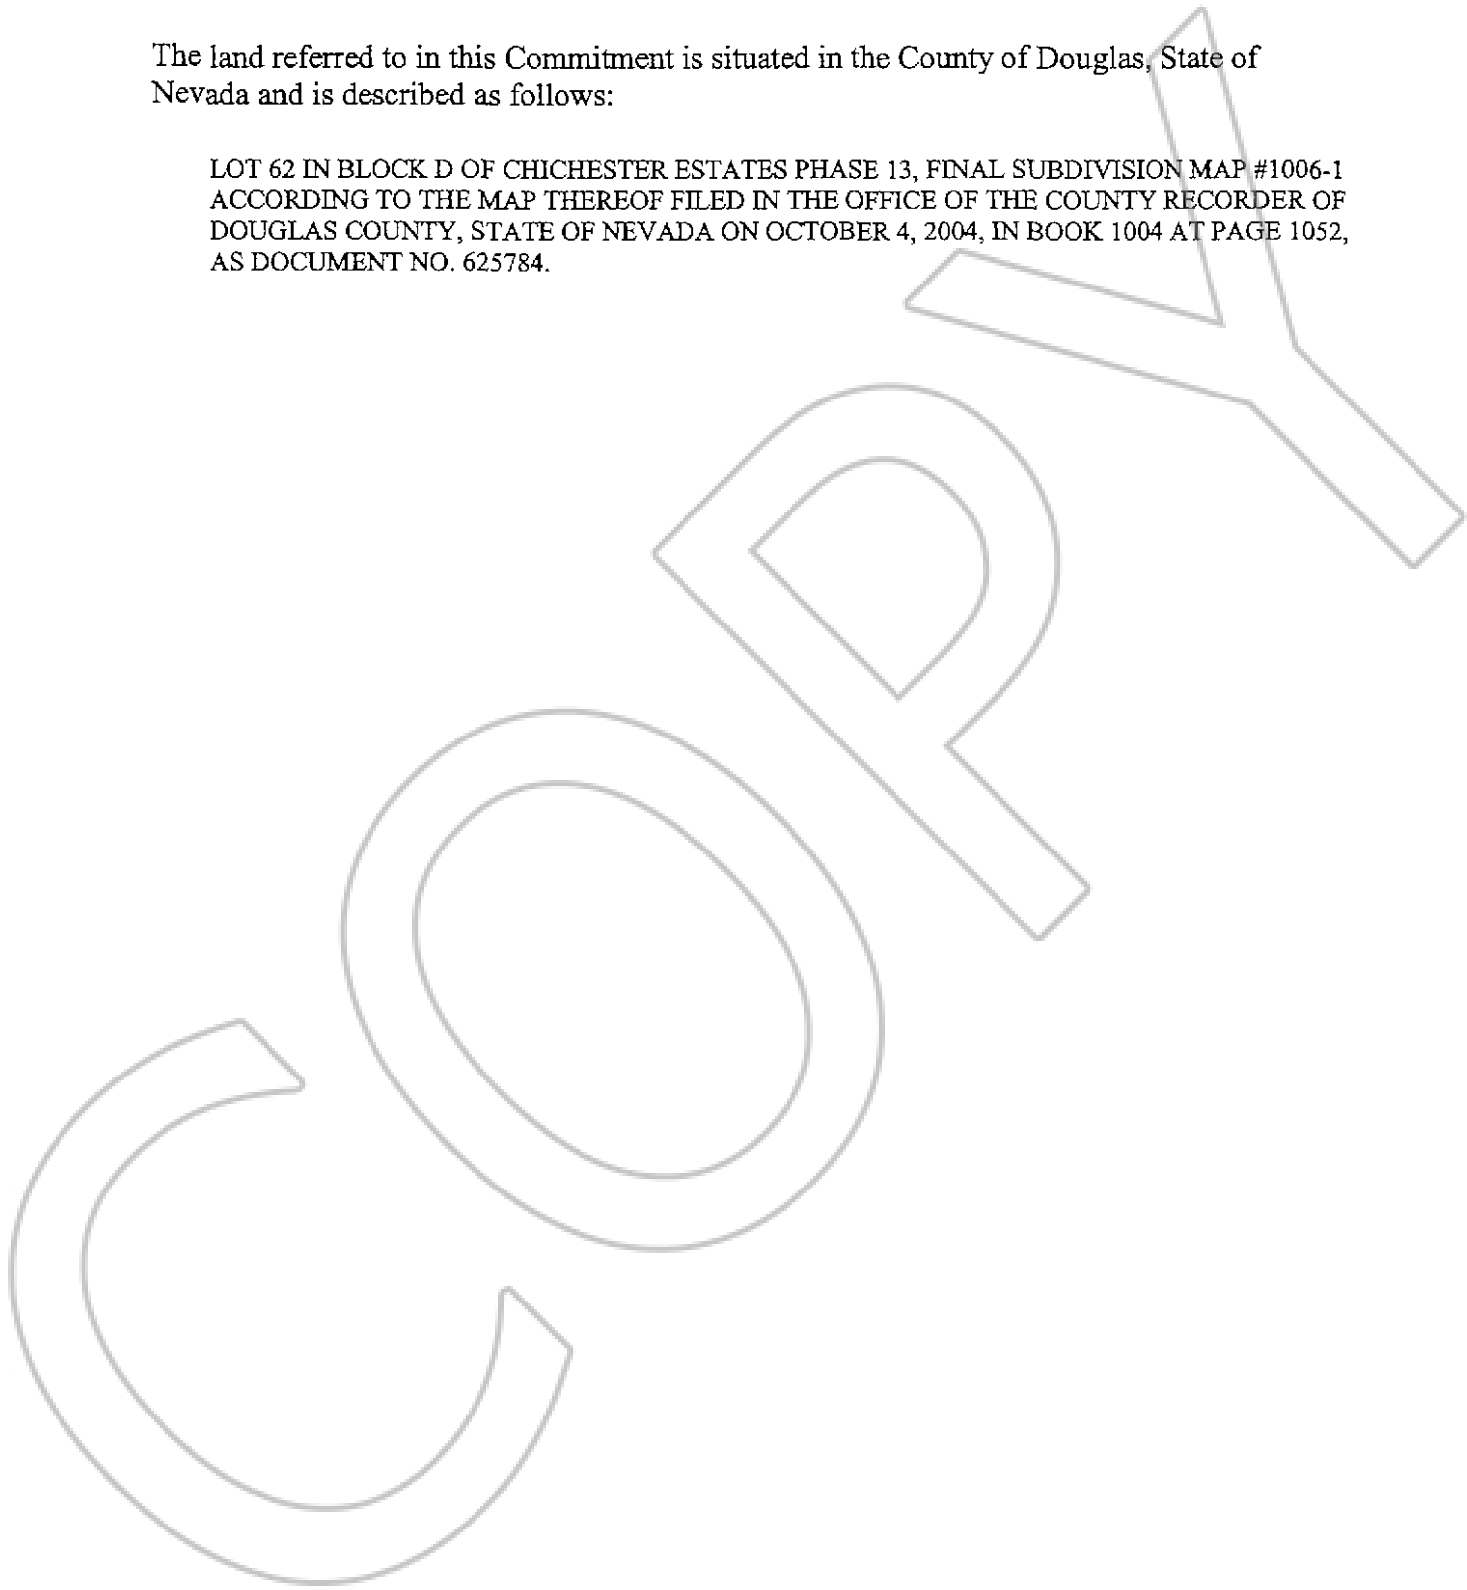 The land referred to in this Commitment is situated in the County of Douglas, State of
Nevada and is described as follows:
LOT 62 IN BLOCK D OF CHICHESTER ESTATES PHASE 13, FINAL SUBDIVISION MAP #1006-1
ACCORDING TO THE MAP THEREOF FILED IN THE OFFICE OF THE COUNTY RECORDER OF
DOUGLAS COUNTY, STATE OF NEVADA ON OCTOBER 4, 2004, IN BOOK 1004 AT PAGE 1052,
AS DOCUMENT NO. 625784.
COPY